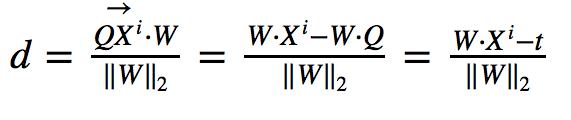 $d = \frac{\overrightarrow{QX^i} \cdot W}{\|W\|_2} = \frac{W \cdot X^i - W \cdot Q}{\|W\|_2} = \frac{W \cdot X^i - t}{\|W\|_2}$